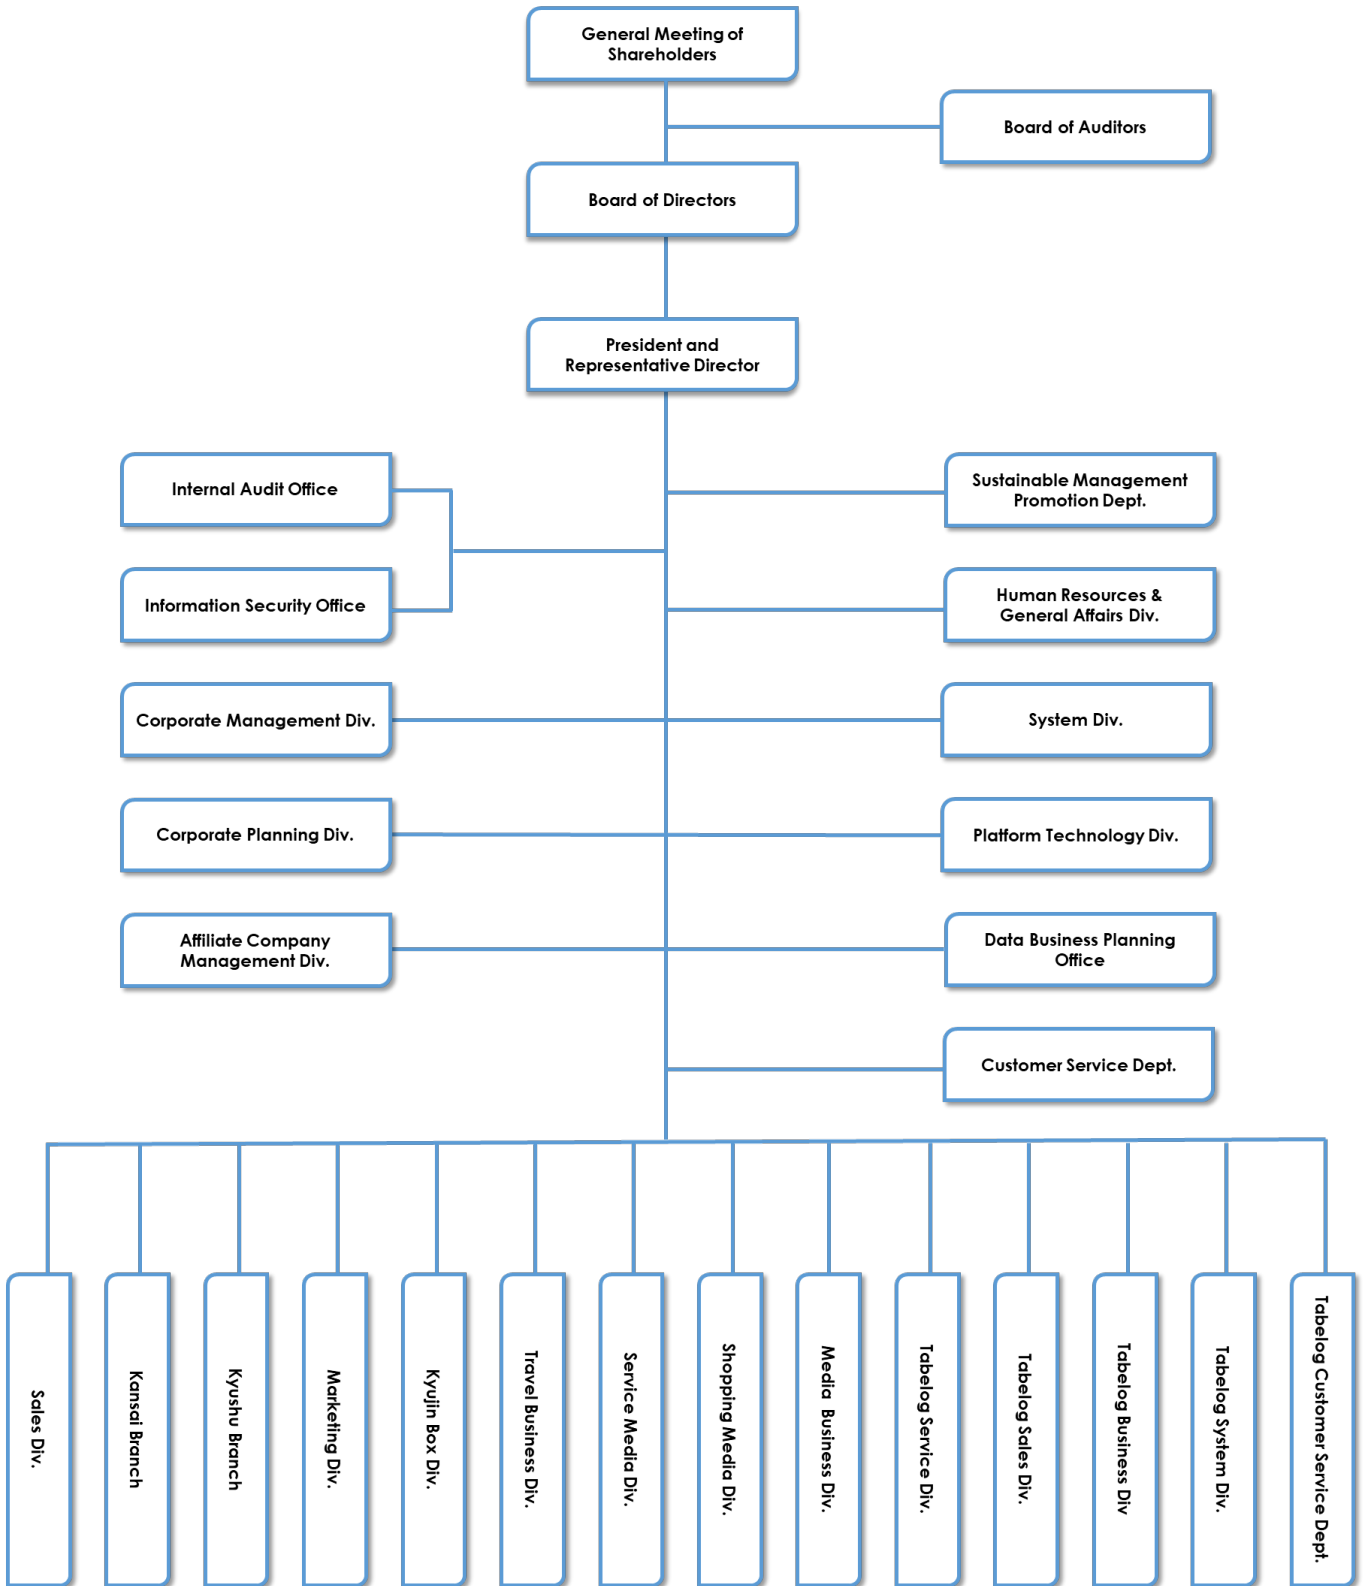 General Meeting of
Shareholders
Board of Auditors
Board of Directors
President and
Representative Director
Internal Audit Office
Sustainable Management
Promotion Dept.
Information Security Office
Human Resources &
General Affairs Div.
Corporate Management Div.
System Div.
Corporate Planning Div.
Platform Technology Div.
Affiliate Company
Management Div.
Data Business Planning
Office
Customer Service Dept.
Sales Div.
Kansai Branch
Kyushu Branch
Marketing Div.
Kyujin Box Div.
Travel Business Div.
Service Media Div.
Shopping Media Div.
Media Business Div.
Tabelog Service Div.
Tabelog Sales Div.
Tabelog Business Div
Tabelog System Div.
Tabelog Customer Service Dept.